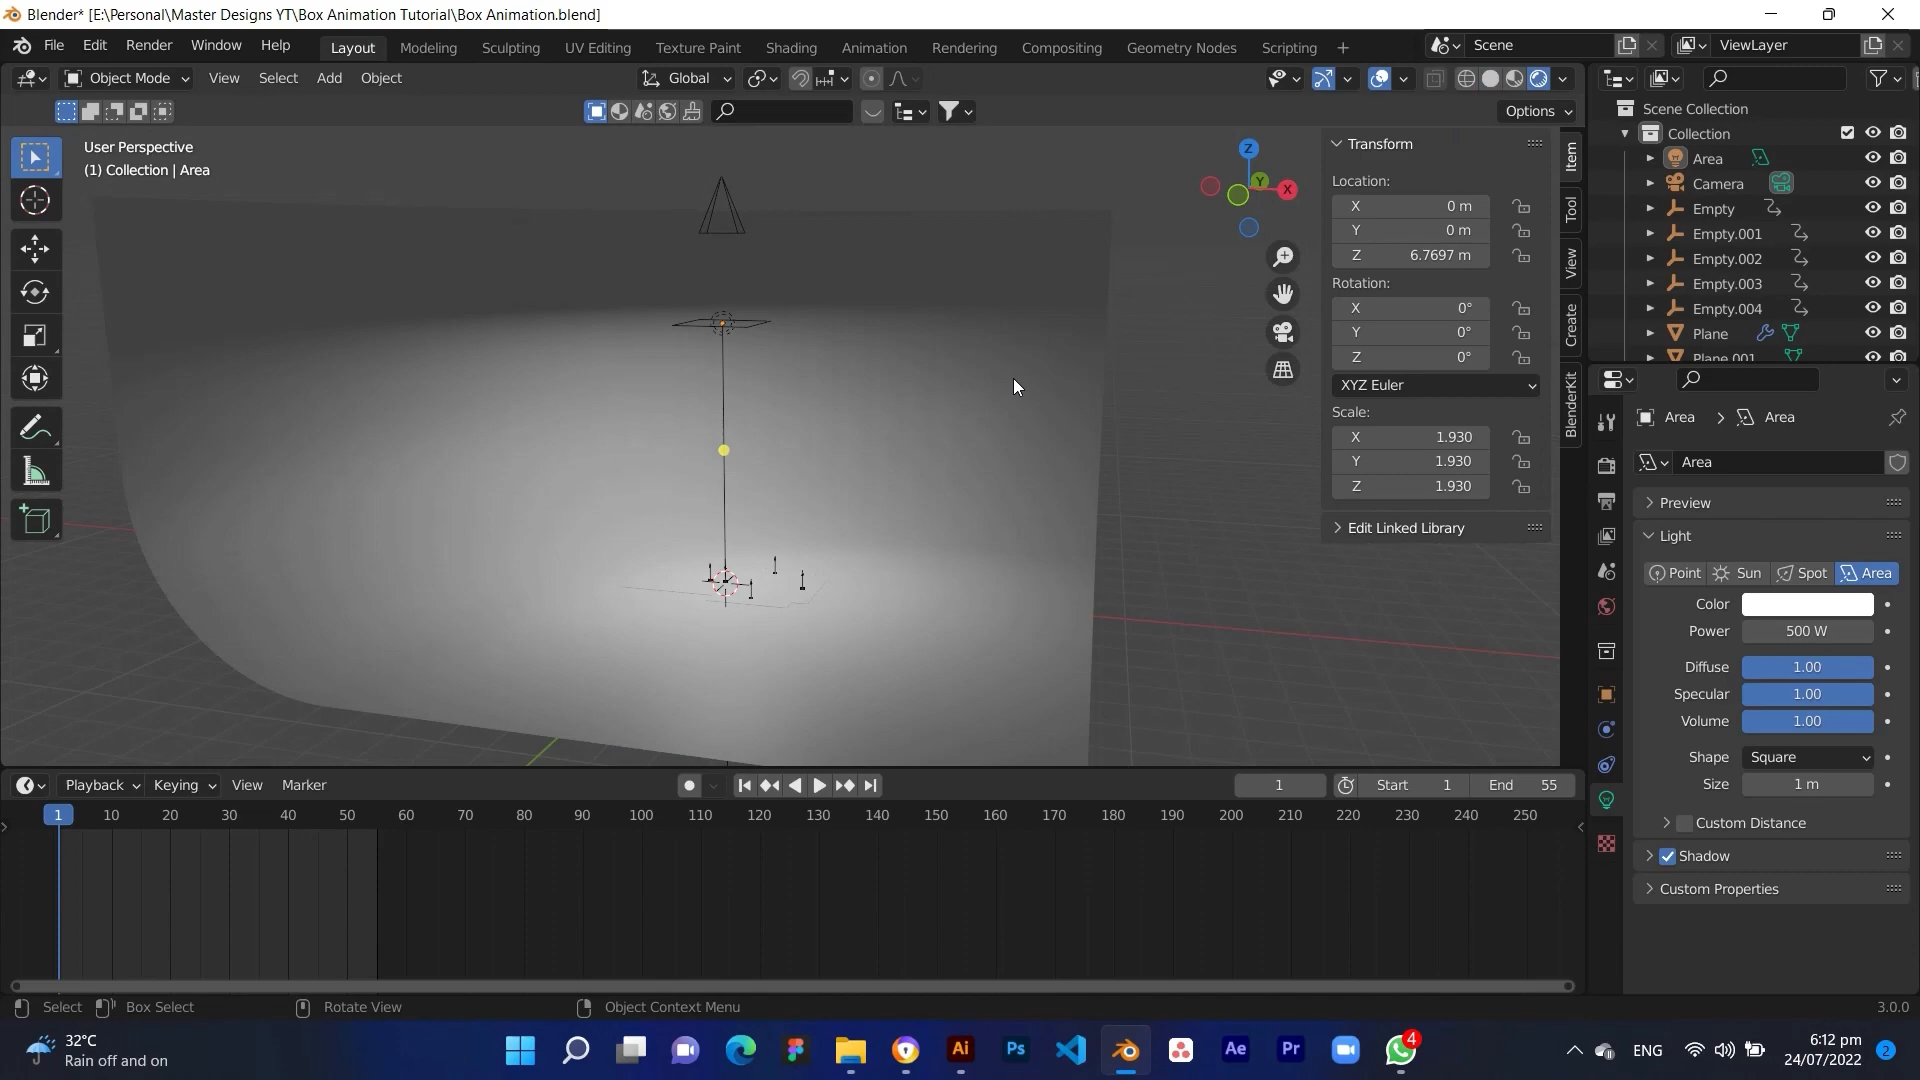 Blender* [E:\Personal\Master Designs YT\Box Animation Tutorial\Box Animation.blend]
File Edit Render Window Help Layout Modeling Sculpting UV Editing Texture Paint Shading Animation Rendering Compositing Geometry Nodes Scripting + Scene ViewLayer
Object Mode View Select Add Object Global
Options
User Perspective
(1) Collection | Area
Z
Y
X
Transform
Location:
X 0 m
Y 0 m
Z 6.7697 m
Rotation:
X 0°
Y 0°
Z 0°
XYZ Euler
Scale:
X 1.930
Y 1.930
Z 1.930
Edit Linked Library
Item
Tool
View
Create
BlenderKit
Scene Collection
Collection
Area
Camera
Empty
Empty.001
Empty.002
Empty.003
Empty.004
Plane
Plane.001
Area > Area
Area
Preview
Light
Point Sun Spot Area
Color
Power 500 W
Diffuse 1.00
Specular 1.00
Volume 1.00
Shape Square
Size 1 m
Custom Distance
Shadow
Custom Properties
Playback Keying View Marker 1 Start 1 End 55
1 10 20 30 40 50 60 70 80 90 100 110 120 130 140 150 160 170 180 190 200 210 220 230 240 250
Select Box Select Rotate View Object Context Menu 3.0.0
32°C
Rain off and on
Ai Ps Ae Pr 4
ENG
6:12 pm
24/07/2022
2